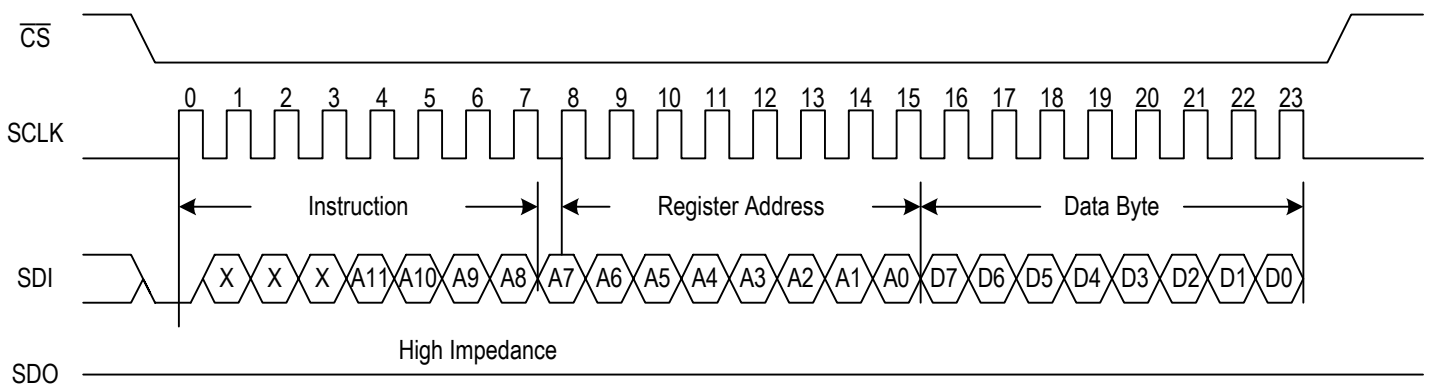 CS
0 1 2 3 4 5 6 7 8 9 10 11 12 13 14 15 16 17 18 19 20 21 22 23
SCLK
Instruction Register Address Data Byte
SDI X X X A11 A10 A9 A8 A7 A6 A5 A4 A3 A2 A1 A0 D7 D6 D5 D4 D3 D2 D1 D0
High Impedance
SDO